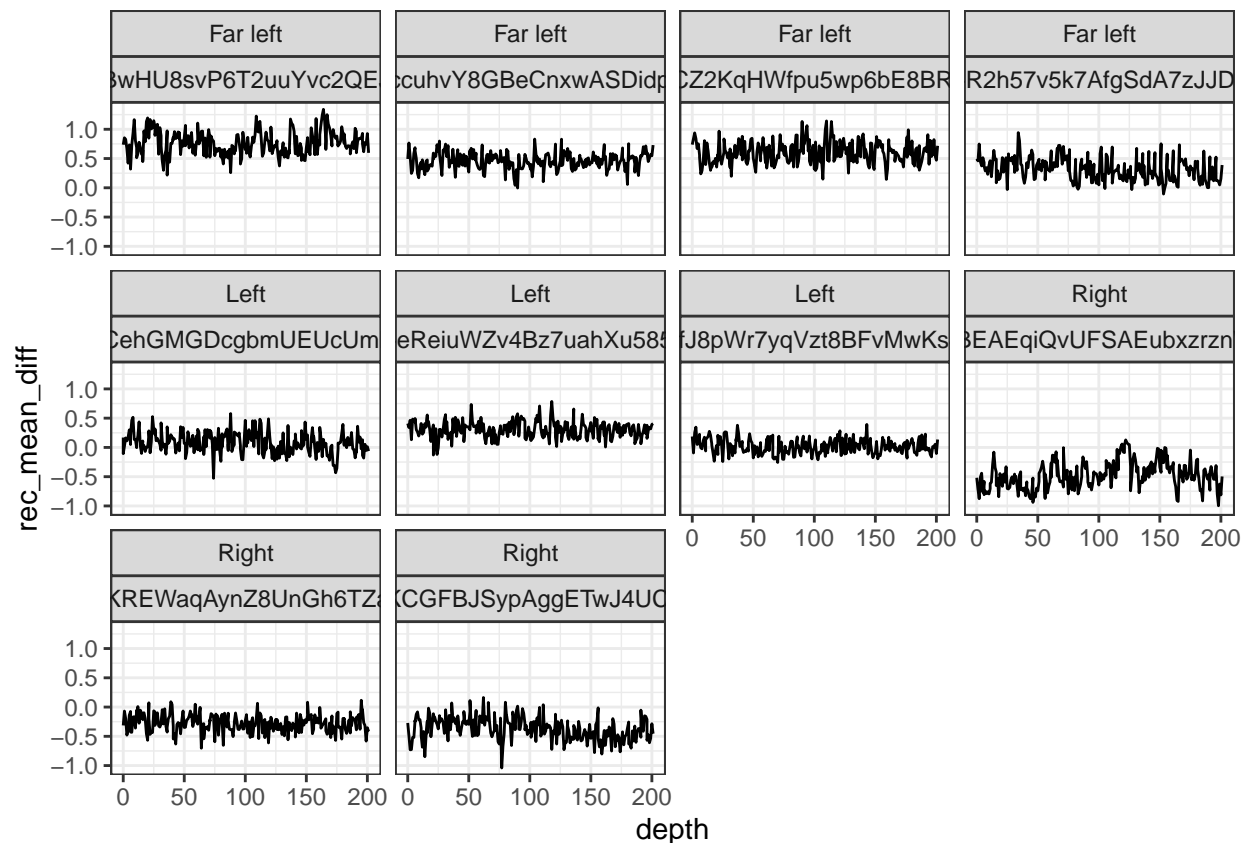 Far left Far left Far left Far left
wHU8svP6T2uuYvc2QE ccuhvY8GBeCnxwASDidp CZ2KqHWfpu5wp6bE8BR R2h57v5k7AfgSdA7zJJD
1.0
0.5
0.0
−0.5
−1.0
Left Left Left Right
CehGMGDcgbmUEUcUm eReiuWZv4Bz7uahXu585 fJ8pWr7yqVzt8BFvMwKs BEAEqiQvUFSAEubxzrzn
1.0
0.5
0.0
−0.5
−1.0
rec_mean_diff
0 50 100 150 200 0 50 100 150 200
Right Right
KREWaqAynZ8UnGh6TZ KCGFBJSypAggETwJ4UC
1.0
0.5
0.0
−0.5
−1.0
0 50 100 150 200 0 50 100 150 200
depth